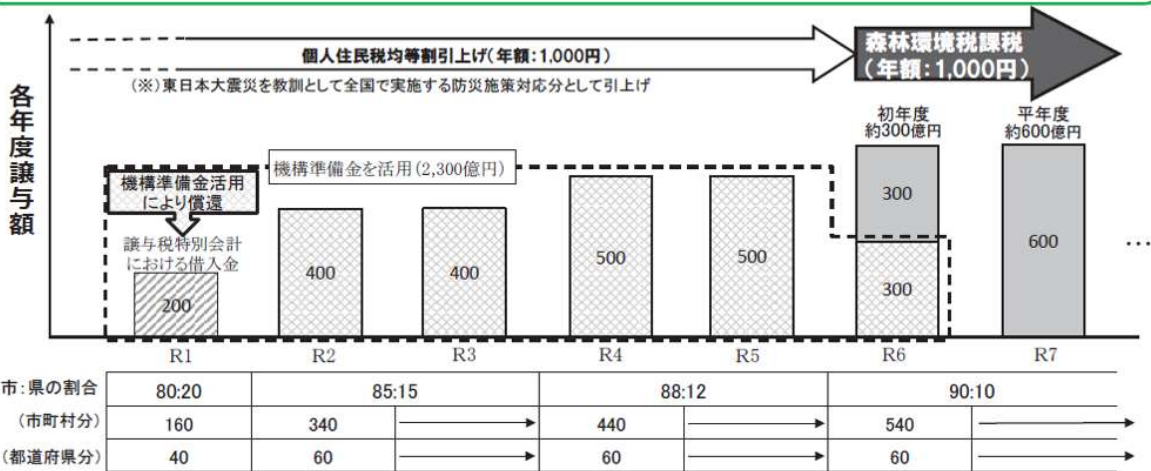 個人住民税均等割引上げ(年額:1,000円)
(※)東日本大震災を教訓として全国で実施する防災施策対応分として引上げ
森林環境税課税
(年額:1,000円)
各年度譲与額
初年度
約300億円
平年度
約600億円
機構準備金を活用(2,300億円)
機構準備金活用
により償還
譲与税特別会計
における借入金
200
400
400
500
500
300
300
600
…
R1 R2 R3 R4 R5 R6 R7
市:県の割合 80:20 85:15 88:12 90:10
(市町村分) 160 340 440 540
(都道府県分) 40 60 60 60